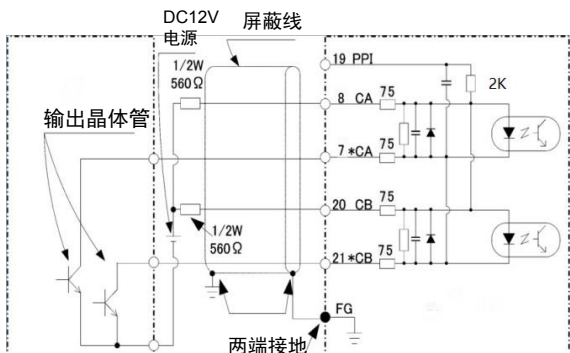 DC12V
电源
屏蔽线
1/2W
560Ω
输出晶体管
19 PPI
2K
8 CA 75
7 *CA 75
20 CB 75
1/2W
560Ω
21*CB 75
FG
两端接地